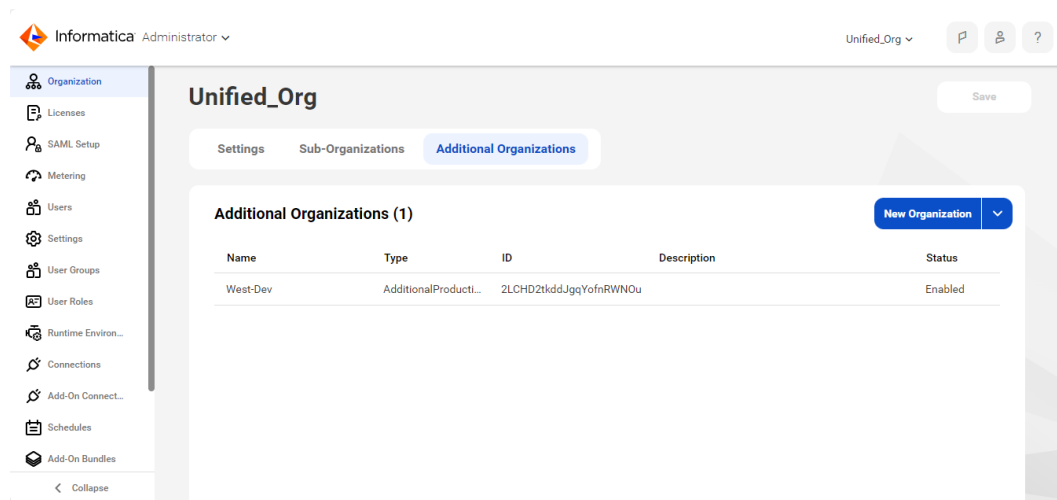 Informatica Administrator
Unified_Org
?
Organization
Licenses
SAML Setup
Metering
Users
Settings
User Groups
User Roles
Runtime Environ...
Connections
Add-On Connect...
Schedules
Add-On Bundles
Collapse
Unified_Org
Save
Settings Sub-Organizations Additional Organizations
Additional Organizations (1)
New Organization
Name Type ID Description Status
West-Dev AdditionalProducti... 2LCHD2tkddJgqYofnRWNOu Enabled